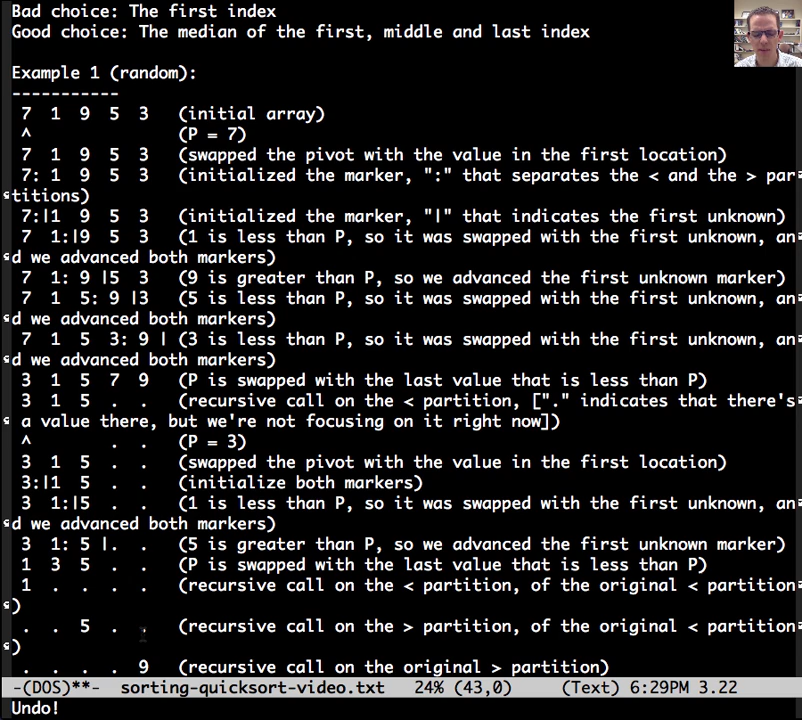 Bad choice: The first index
Good choice: The median of the first, middle and last index
Example 1 (random):
-----------
7  1  9  5  3   (initial array)
^               (P = 7)
7  1  9  5  3   (swapped the pivot with the value in the first location)
7: 1  9  5  3   (initialized the marker, ":" that separates the < and the > par
titions)
7:|1  9  5  3   (initialized the marker, "|" that indicates the first unknown)
7  1:|9  5  3   (1 is less than P, so it was swapped with the first unknown, an
d we advanced both markers)
7  1: 9 |5  3   (9 is greater than P, so we advanced the first unknown marker)
7  1  5: 9 |3   (5 is less than P, so it was swapped with the first unknown, an
d we advanced both markers)
7  1  5  3: 9 | (3 is less than P, so it was swapped with the first unknown, an
d we advanced both markers)
3  1  5  7  9   (P is swapped with the last value that is less than P)
3  1  5  .  .   (recursive call on the < partition, ["." indicates that there's
 a value there, but we're not focusing on it right now])
^        .  .   (P = 3)
3  1  5  .  .   (swapped the pivot with the value in the first location)
3:|1  5  .  .   (initialize both markers)
3  1:|5  .  .   (1 is less than P, so it was swapped with the first unknown, an
d we advanced both markers)
3  1: 5 |.  .   (5 is greater than P, so we advanced the first unknown marker)
1  3  5  .  .   (P is swapped with the last value that is less than P)
1  .  .  .  .   (recursive call on the < partition, of the original < partition
)
.  .  5  .  .   (recursive call on the > partition, of the original < partition
)
.  .  .  .  9   (recursive call on the original > partition)
-(DOS)**-  sorting-quicksort-video.txt   24% (43,0)     (Text) 6:29PM 3.22
Undo!